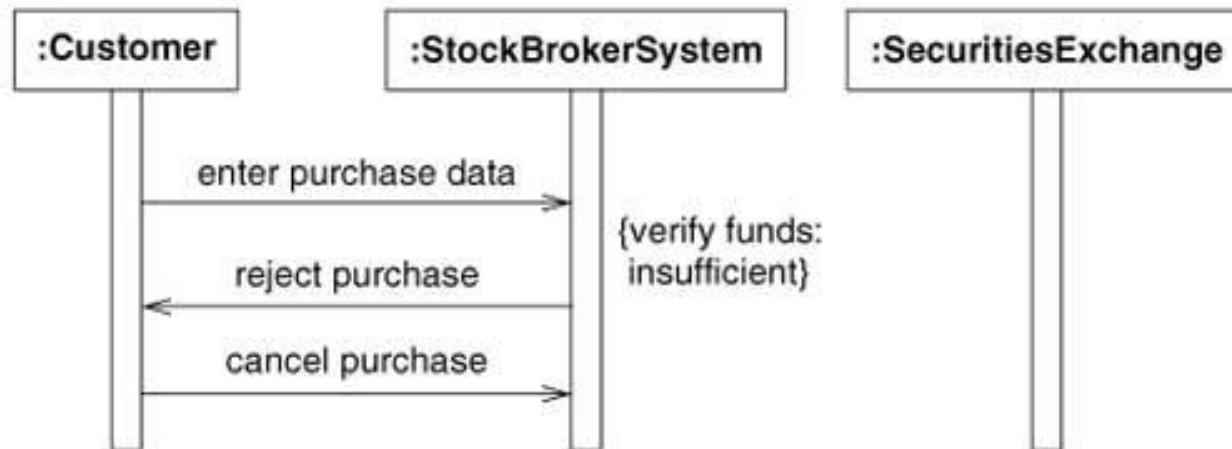 :Customer
:StockBrokerSystem
:SecuritiesExchange
enter purchase data
{verify funds:
insufficient}
reject purchase
cancel purchase